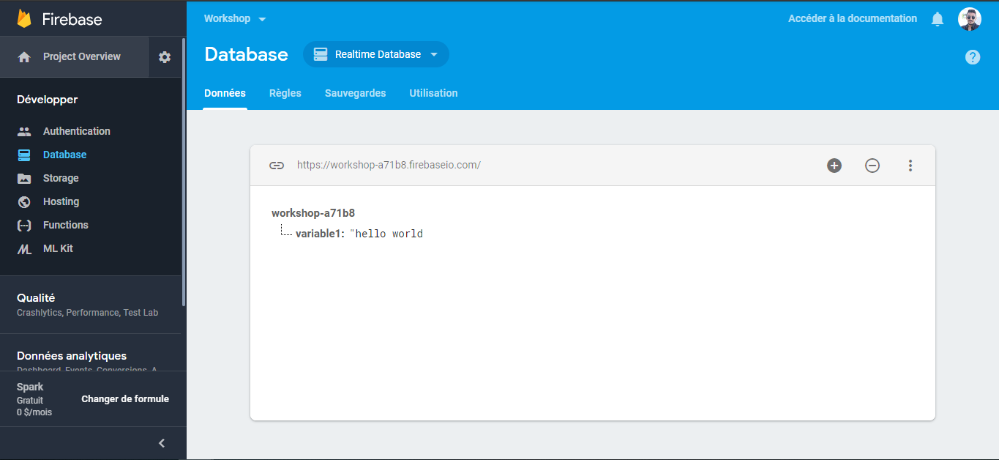 Firebase
Project Overview
Développer
Authentication
Database
Storage
Hosting
Functions
ML Kit
Qualité
Crashlytics, Performance, Test Lab
Données analytiques
Dashboard, Events, Conversions, A
Spark
Gratuit
0 $/mois
Changer de formule
Workshop
Accéder à la documentation
Database
Realtime Database
Données
Règles
Sauvegardes
Utilisation
https://workshop-a71b8.firebaseio.com/
workshop-a71b8
variable1: "hello world